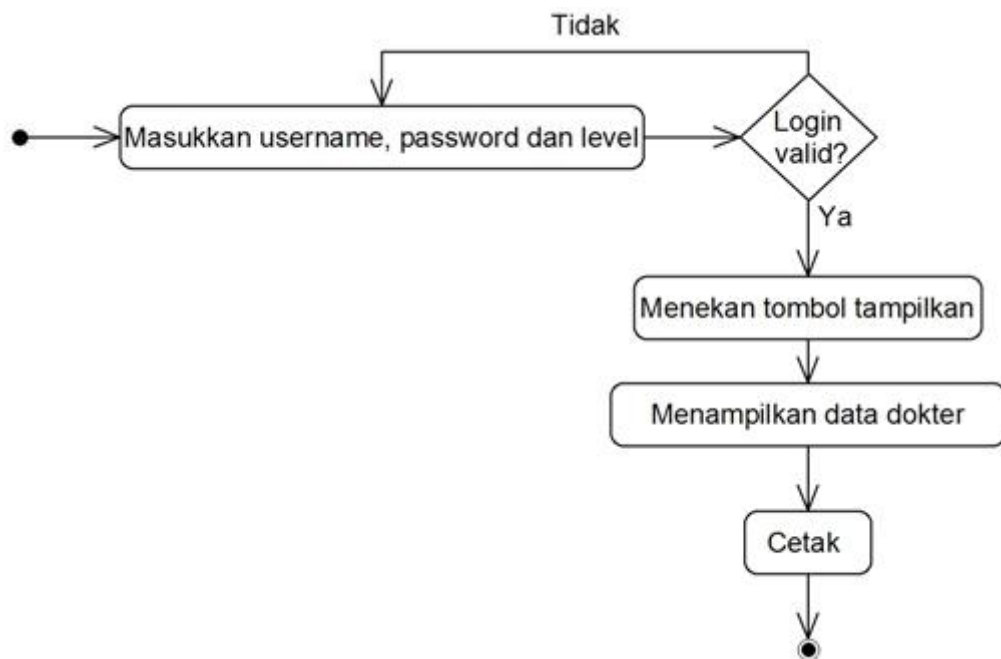 Tidak
Masukkan username, password dan level
Login
valid?
Ya
Menekan tombol tampilkan
Menampilkan data dokter
Cetak